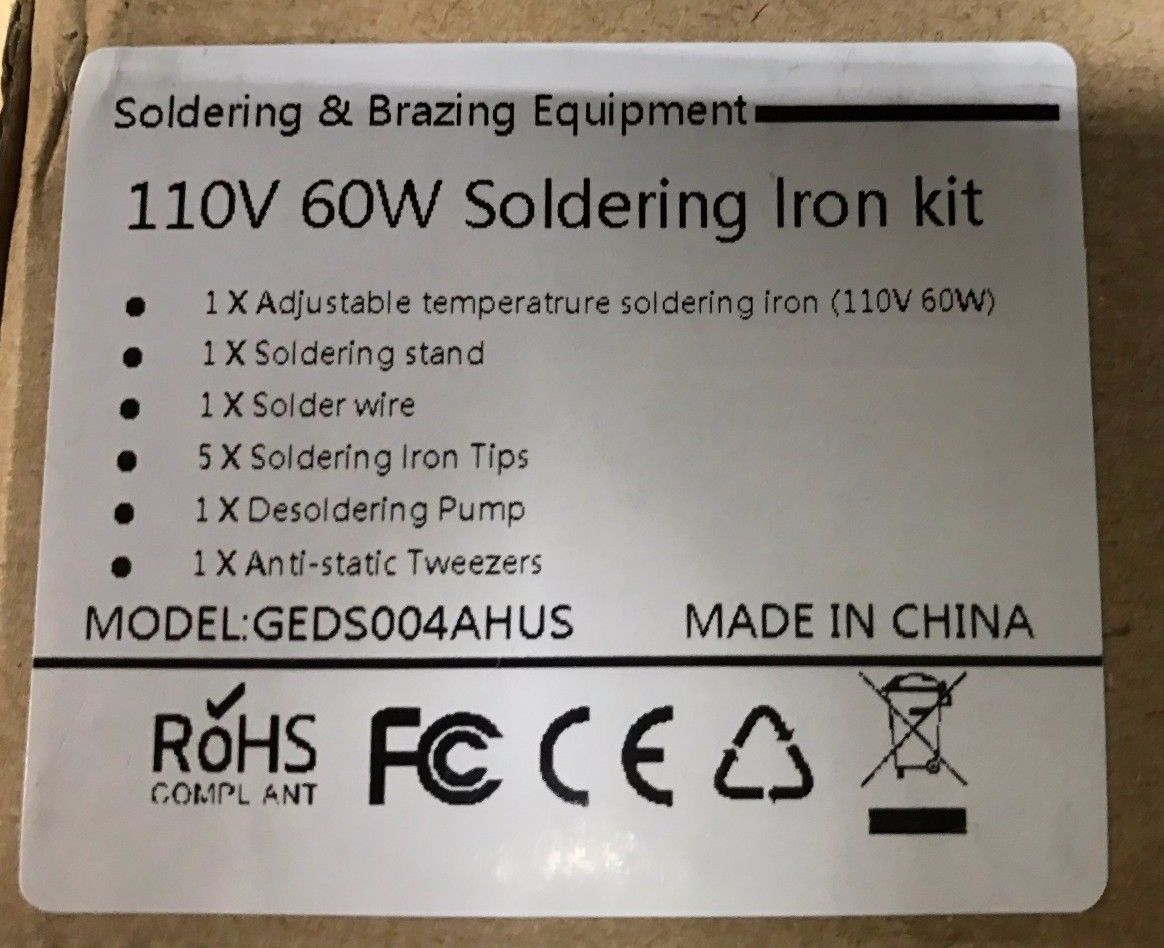 Soldering & Brazing Equipment
110V 60W Soldering Iron kit
● 1 X Adjustable temperatrure soldering iron (110V 60W)
● 1 X Soldering stand
● 1 X Solder wire
● 5 X Soldering Iron Tips
● 1 X Desoldering Pump
● 1 X Anti-static Tweezers
MODEL:GEDS004AHUS MADE IN CHINA
RoHS FC CE
COMPLIANT